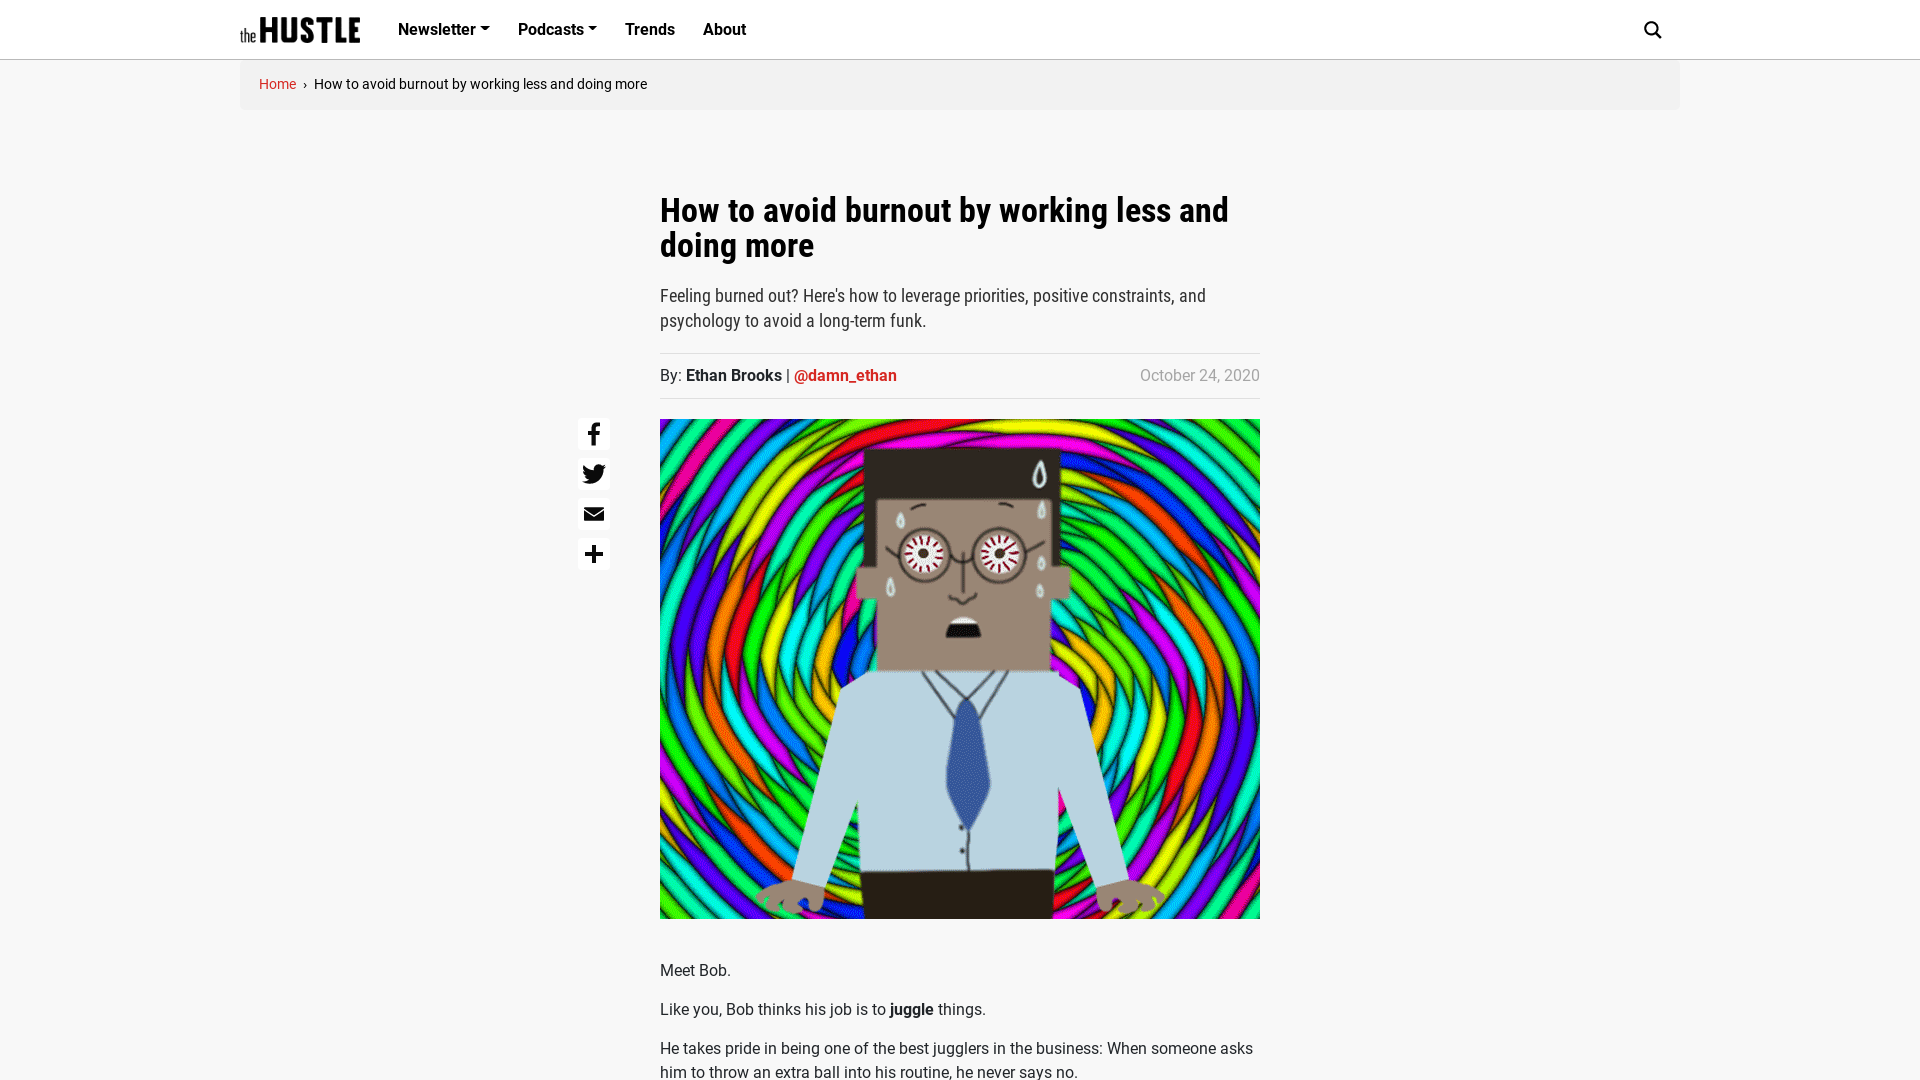 the HUSTLE
Newsletter
Podcasts
Trends
About
Home › How to avoid burnout by working less and doing more
How to avoid burnout by working less and
doing more
Feeling burned out? Here's how to leverage priorities, positive constraints, and
psychology to avoid a long-term funk.
By: Ethan Brooks | @damn_ethan
October 24, 2020
Meet Bob.
Like you, Bob thinks his job is to juggle things.
He takes pride in being one of the best jugglers in the business: When someone asks
him to throw an extra ball into his routine, he never says no.